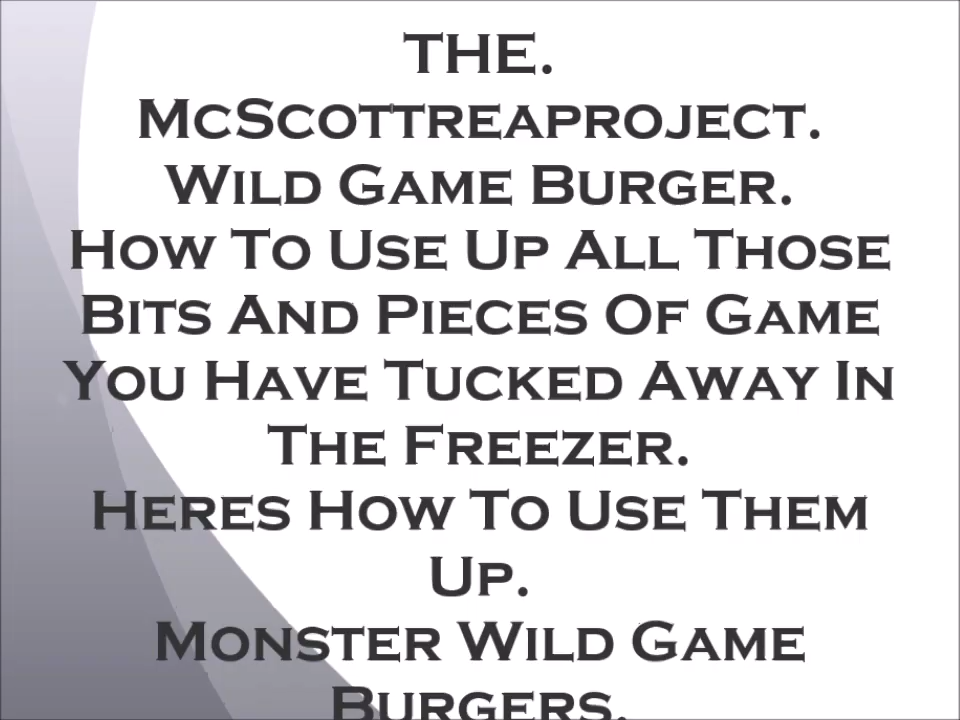 THE.
McScottreaproject.
Wild Game Burger.
How To Use Up All Those
Bits And Pieces Of Game
You Have Tucked Away In
The Freezer.
Heres How To Use Them
Up.
Monster Wild Game
Burgers.